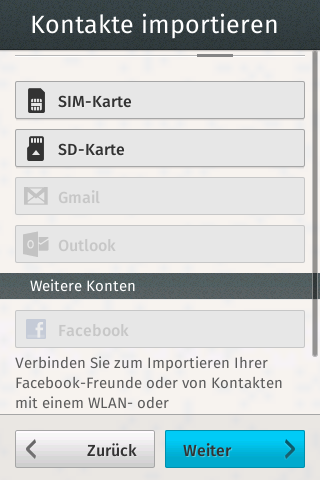 Kontakte importieren
SIM-Karte
SD-Karte
Gmail
Outlook
Weitere Konten
Facebook
Verbinden Sie zum Importieren Ihrer
Facebook-Freunde oder von Kontakten
mit einem WLAN- oder
Zurück
Weiter